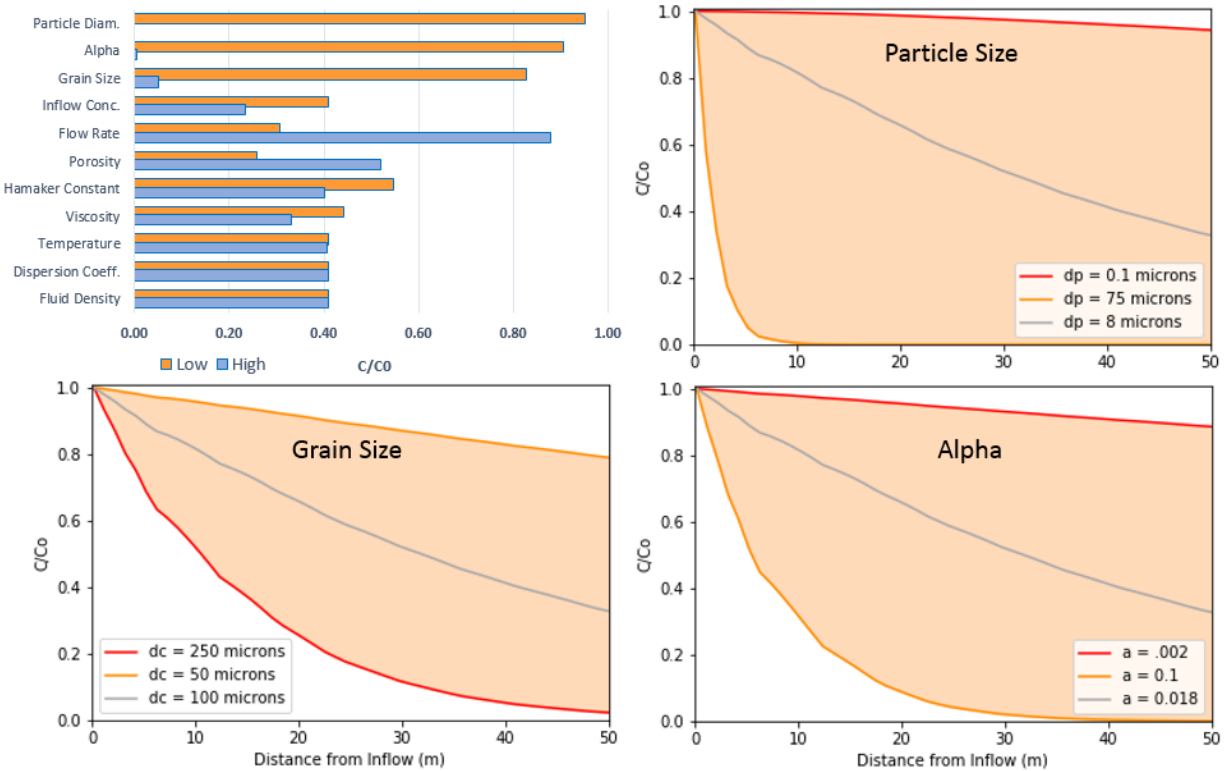 Particle Diam.
Alpha
Grain Size
Inflow Conc.
Flow Rate
Porosity
Hamaker Constant
Viscosity
Temperature
Dispersion Coeff.
Fluid Density
0.00 0.20 0.40 0.60 0.80 1.00
Low High C/C0
Particle Size
1.0
0.8
0.6
0.4
0.2
0.0
C/Co
dp = 0.1 microns
dp = 75 microns
dp = 8 microns
0 10 20 30 40 50
Grain Size
1.0
0.8
0.6
0.4
0.2
0.0
C/Co
dc = 250 microns
dc = 50 microns
dc = 100 microns
0 10 20 30 40 50
Distance from Inflow (m)
Alpha
1.0
0.8
0.6
0.4
0.2
0.0
C/Co
a = .002
a = 0.1
a = 0.018
0 10 20 30 40 50
Distance from Inflow (m)